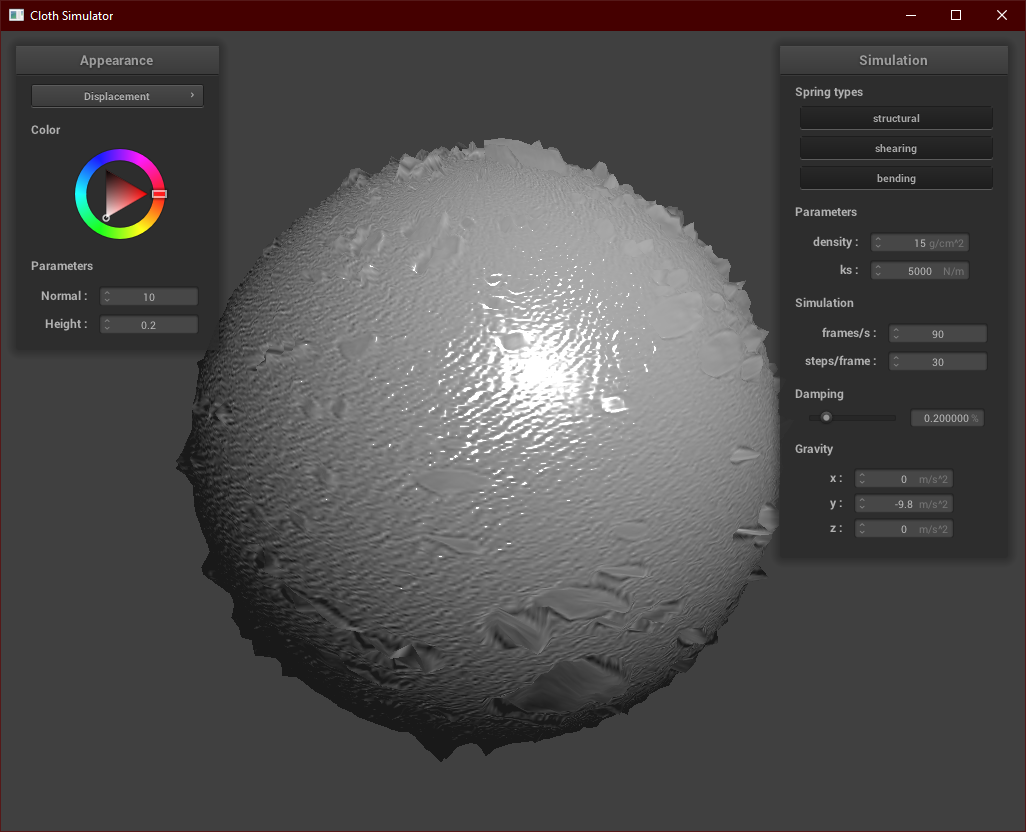 Cloth Simulator
Appearance
Displacement
Color
Parameters
Normal : 10
Height : 0.2
Simulation
Spring types
structural
shearing
bending
Parameters
density : 15 g/cm^2
ks : 5000 N/m
Simulation
frames/s : 90
steps/frame : 30
Damping
0.200000 %
Gravity
x : 0 m/s^2
y : -9.8 m/s^2
z : 0 m/s^2